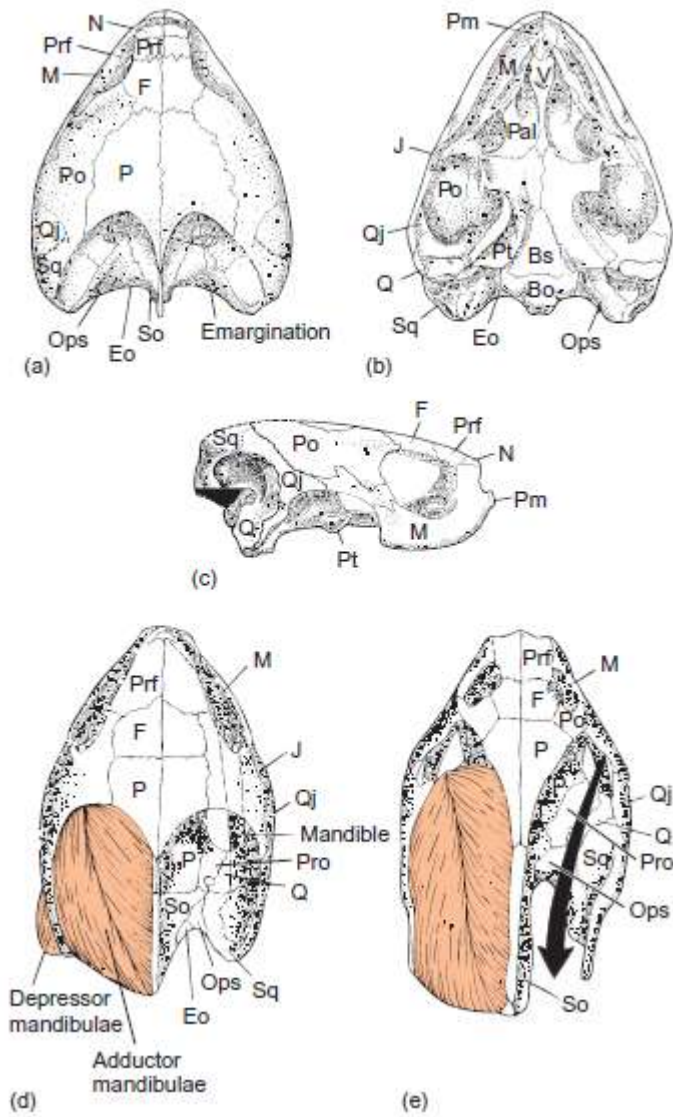 N
Prf
Prf
M
F
Po
P
Qj
Sq
Ops
Eo
So
Emargination
(a)
Pm
M
V
Pal
J
Po
Qj
Pt
Bs
Q
Bo
Sq
Eo
Ops
(b)
F
Prf
Sq
Po
N
Qj
Pm
Q
M
Pt
(c)
M
Prf
F
J
P
Qj
Mandible
P
Pro
Q
So
Ops
Sq
Eo
Depressor
mandibulae
Adductor
mandibulae
(d)
Prf
M
F
Po
P
P
Qj
Q
Pro
Sq
Ops
So
(e)